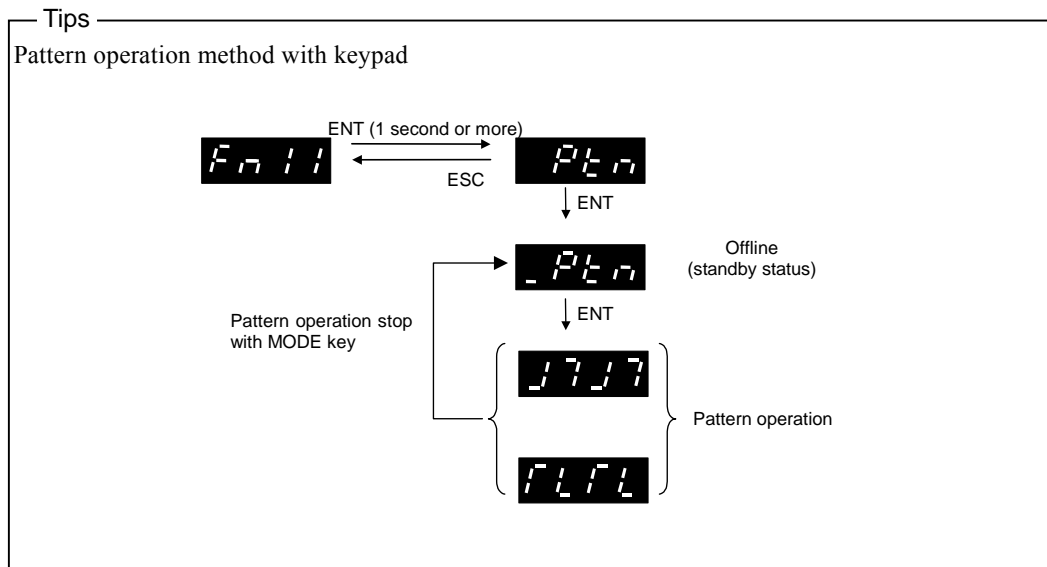 Tips
Pattern operation method with keypad
ENT (1 second or more)
Fn11
Ptn
ESC
ENT
_Ptn
Offline
(standby status)
ENT
Pattern operation stop
with MODE key
Pattern operation